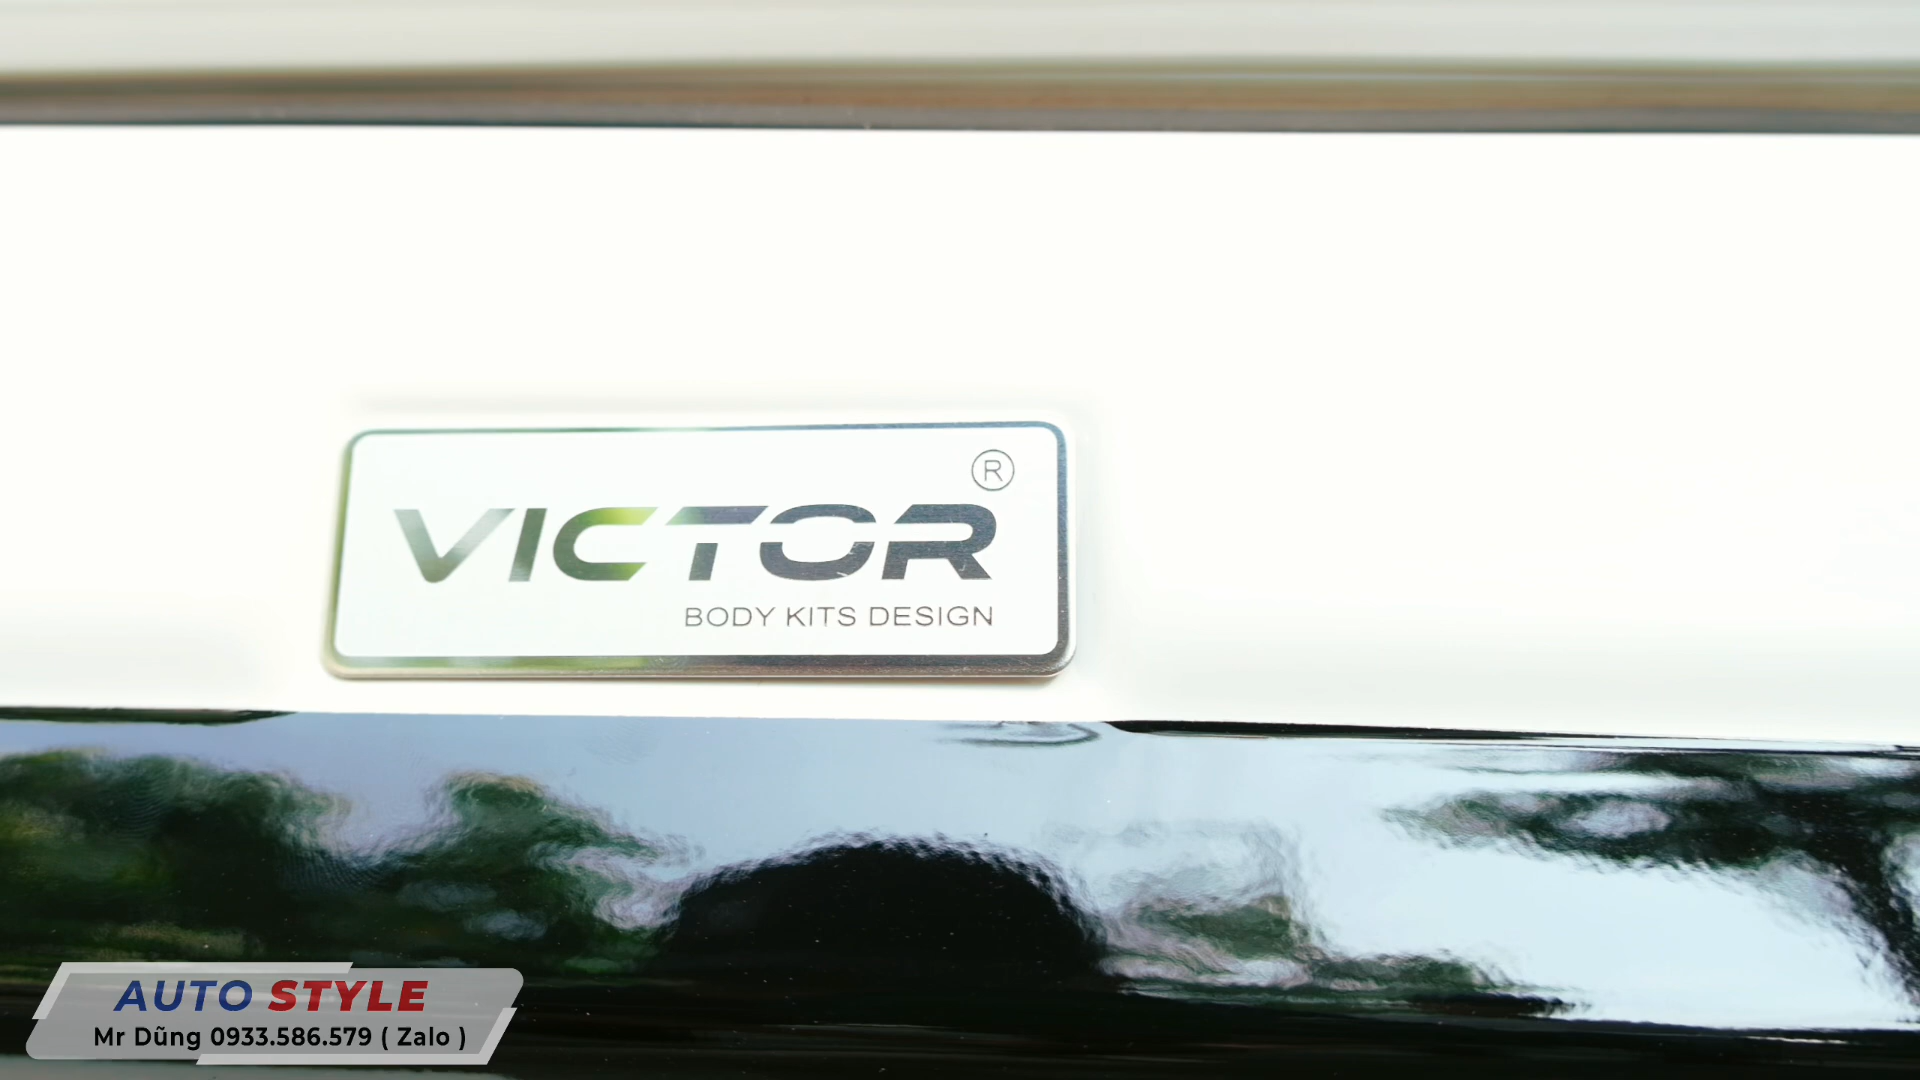 ®
VICTOR
BODY KITS DESIGN
AUTO STYLE
Mr Dũng 0933.586.579 ( Zalo )